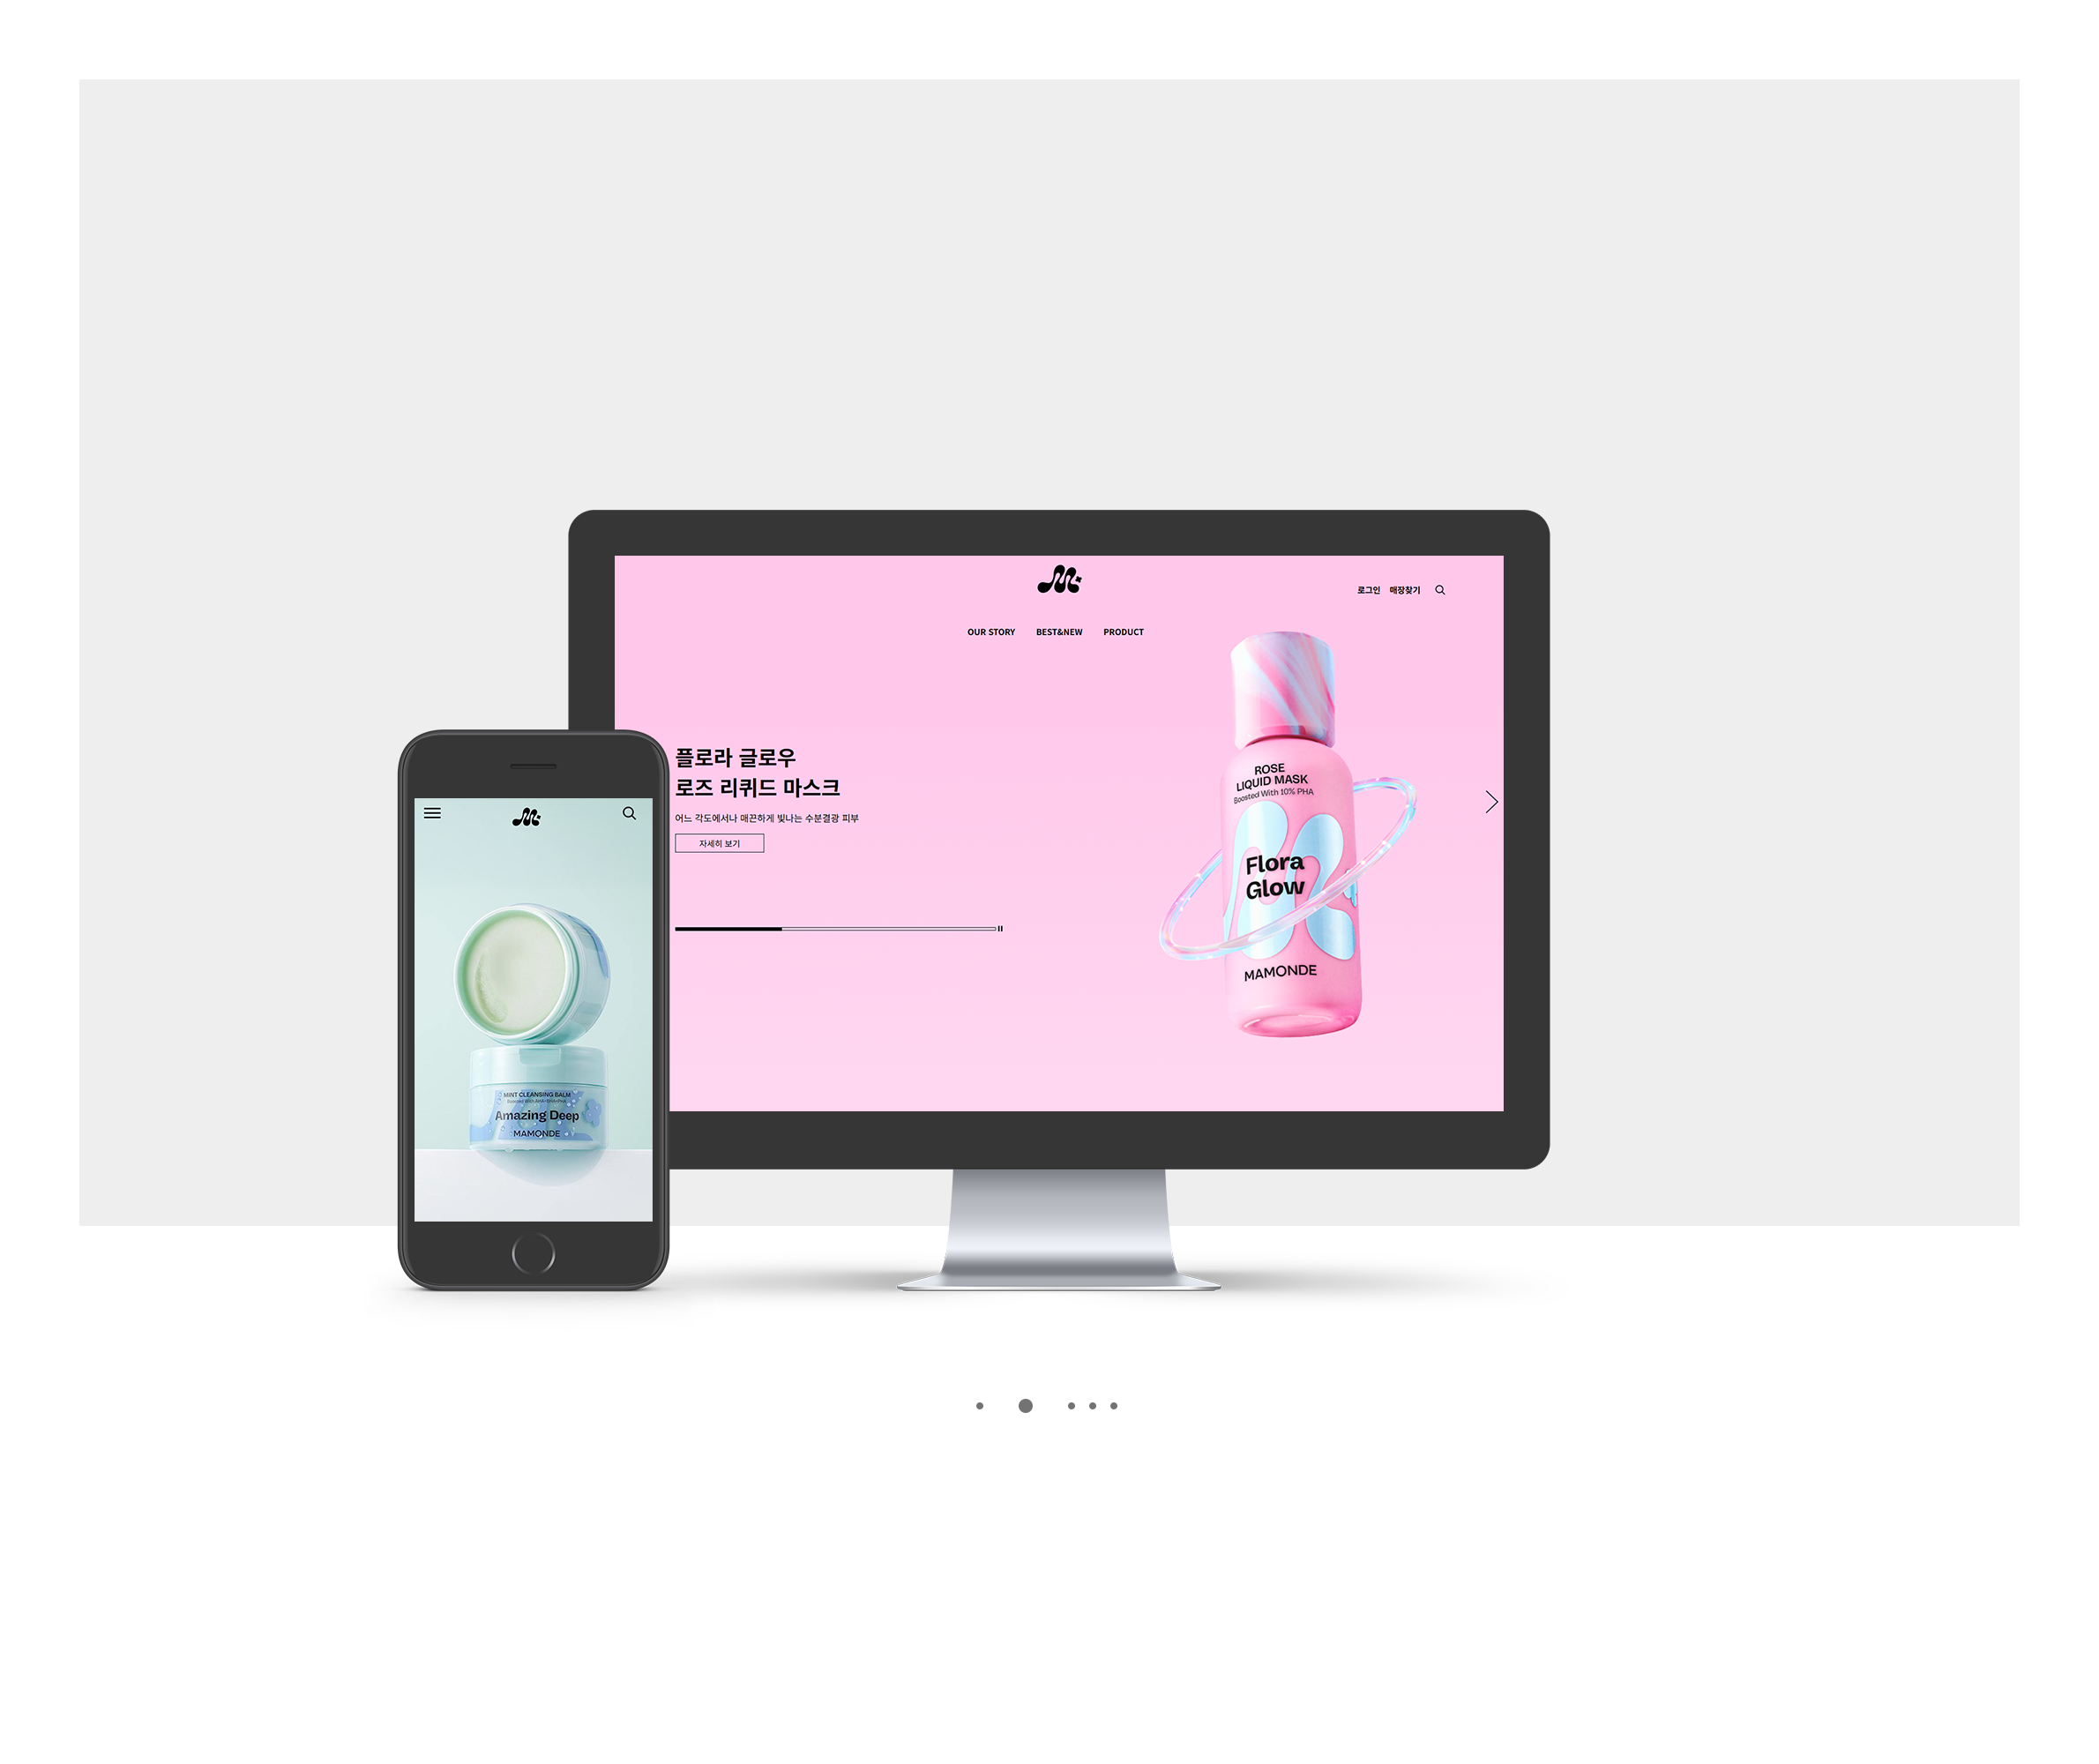 로그인 매장찾기
OUR STORY BEST&NEW PRODUCT
플로라 글로우
로즈 리퀴드 마스크
어느 각도에서나 매끈하게 빛나는 수분결광 피부
자세히 보기
ROSE
LIQUID MASK
Boosted With 10% PHA
Flora
Glow
MAMONDE
MINT CLEANSING BALM
Amazing Deep
MAMONDE